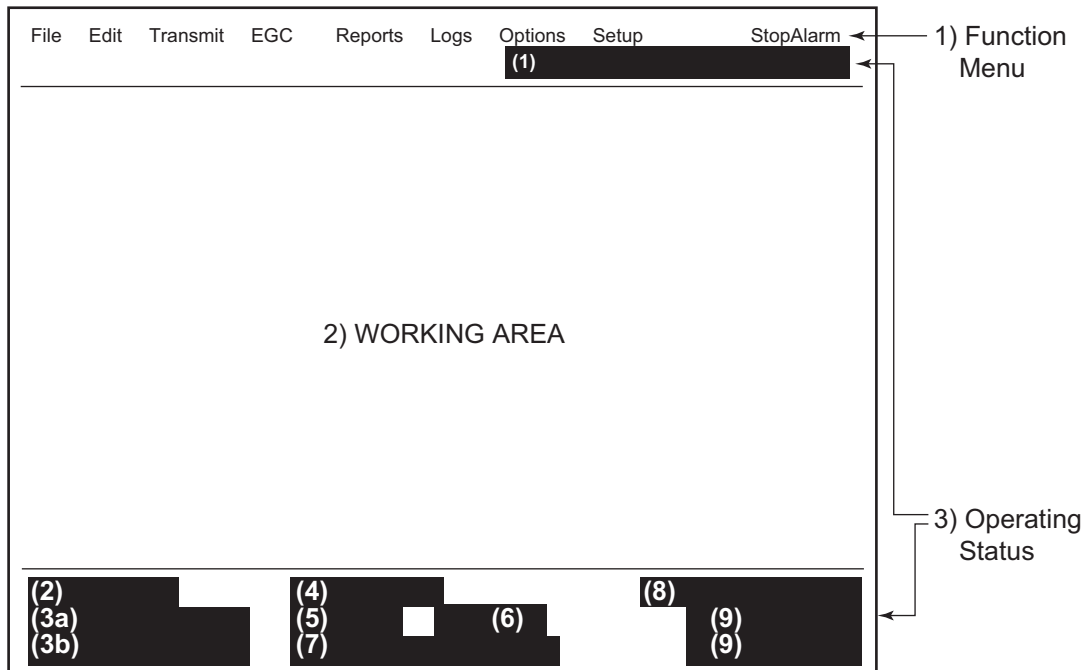 File Edit Transmit EGC Reports Logs Options Setup StopAlarm
1) Function
Menu
(1)
2) WORKING AREA
3) Operating
Status
(2) (4) (8)
(3a) (5) (6) (9)
(3b) (7) (9)